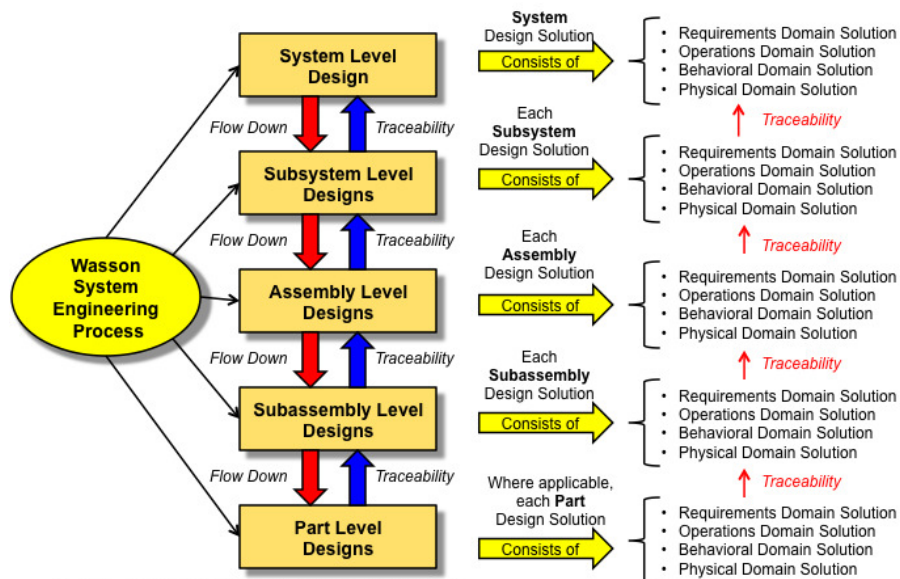 System
Design Solution
Consists of
System Level
Design
• Requirements Domain Solution
• Operations Domain Solution
• Behavioral Domain Solution
• Physical Domain Solution
Flow Down
Traceability
Traceability
Each
Subsystem
Design Solution
Consists of
Subsystem Level
Designs
• Requirements Domain Solution
• Operations Domain Solution
• Behavioral Domain Solution
• Physical Domain Solution
Flow Down
Traceability
Traceability
Wasson
System
Engineering
Process
Each
Assembly
Design Solution
Consists of
Assembly Level
Designs
• Requirements Domain Solution
• Operations Domain Solution
• Behavioral Domain Solution
• Physical Domain Solution
Flow Down
Traceability
Traceability
Each
Subassembly
Design Solution
Consists of
Subassembly Level
Designs
• Requirements Domain Solution
• Operations Domain Solution
• Behavioral Domain Solution
• Physical Domain Solution
Flow Down
Traceability
Traceability
Where applicable,
each Part
Design Solution
Consists of
Part Level
Designs
• Requirements Domain Solution
• Operations Domain Solution
• Behavioral Domain Solution
• Physical Domain Solution